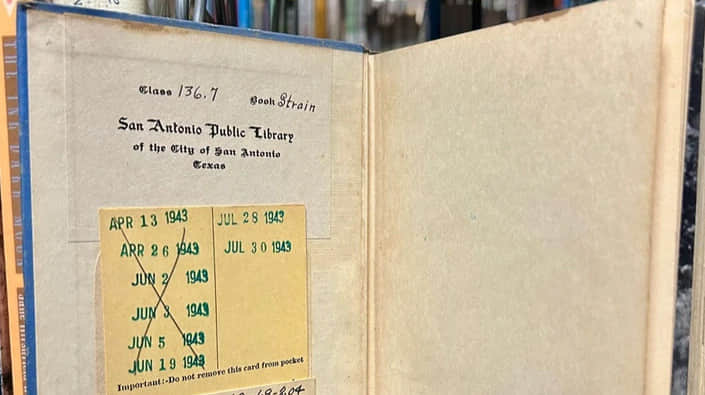 Class 136.7 Book Strain
San Antonio Public Library
of the City of San Antonio
Texas
APR 13 1943 JUL 28 1943
APR 26 1943 JUL 30 1943
JUN 2 1943
JUN 3 1943
JUN 5 1943
JUN 19 1943
Important:-Do not remove this card from pocket